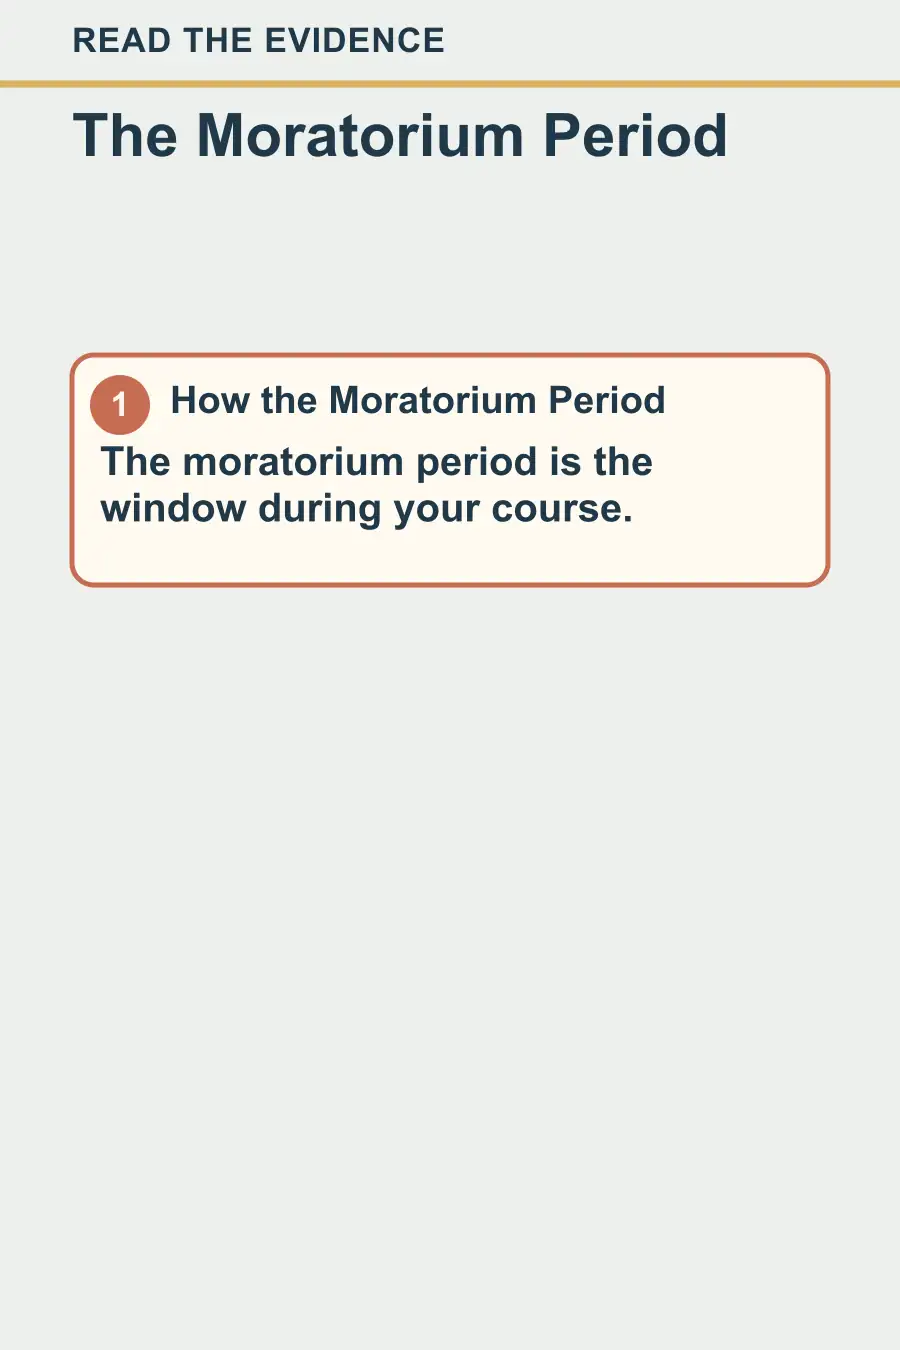 READ THE EVIDENCE
The Moratorium Period
1 How the Moratorium Period
The moratorium period is the
window during your course.